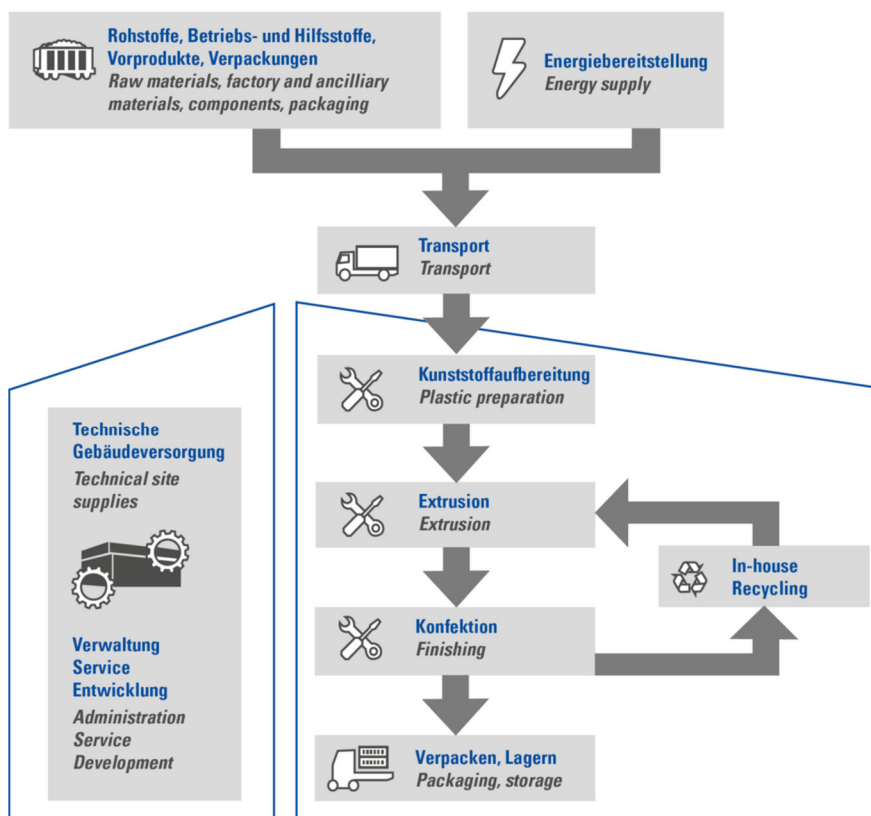 Rohstoffe, Betriebs- und Hilfsstoffe,
Vorprodukte, Verpackungen
Raw materials, factory and ancilliary
materials, components, packaging
Energiebereitstellung
Energy supply
Transport
Transport
Kunststoffaufbereitung
Plastic preparation
Technische
Gebäudeversorgung
Technical site
supplies
Extrusion
Extrusion
In-house
Recycling
Konfektion
Finishing
Verwaltung
Service
Entwicklung
Administration
Service
Development
Verpacken, Lagern
Packaging, storage